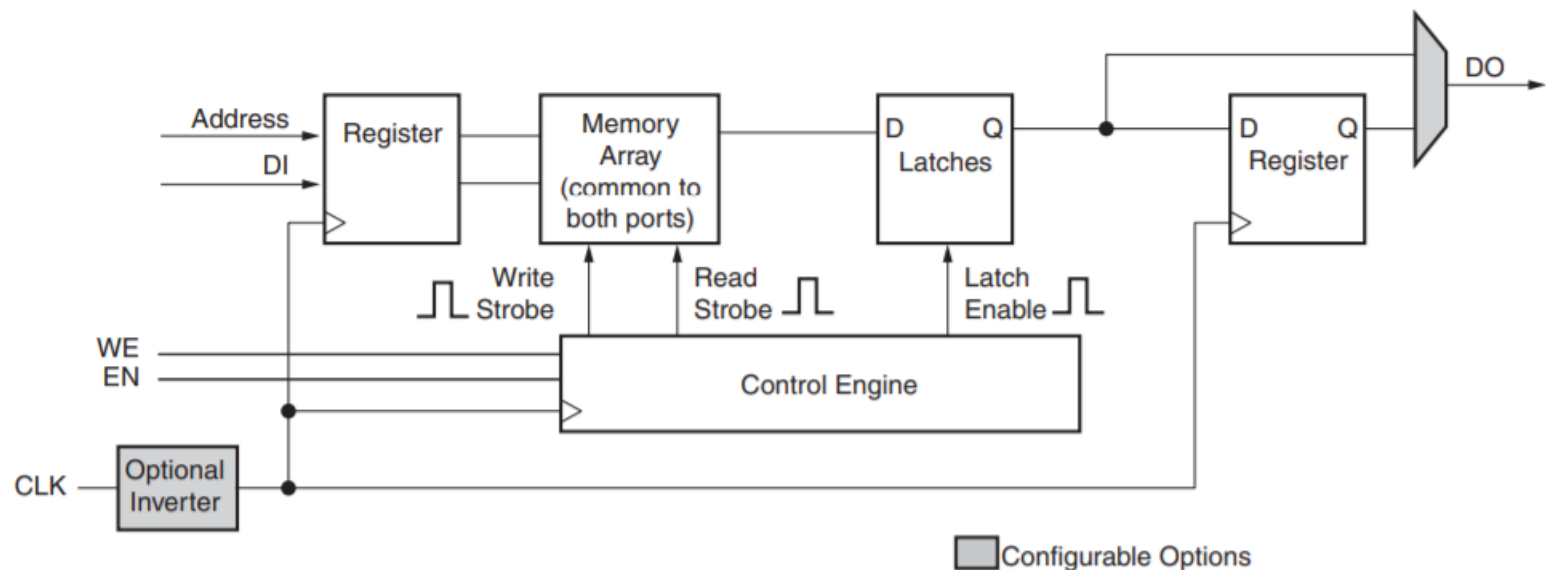 DO
Address
DI
Register
Memory
Array
(common to
both ports)
D
Q
Latches
D
Q
Register
Write
Strobe
Read
Strobe
Latch
Enable
WE
EN
Control Engine
CLK
Optional
Inverter
Configurable Options